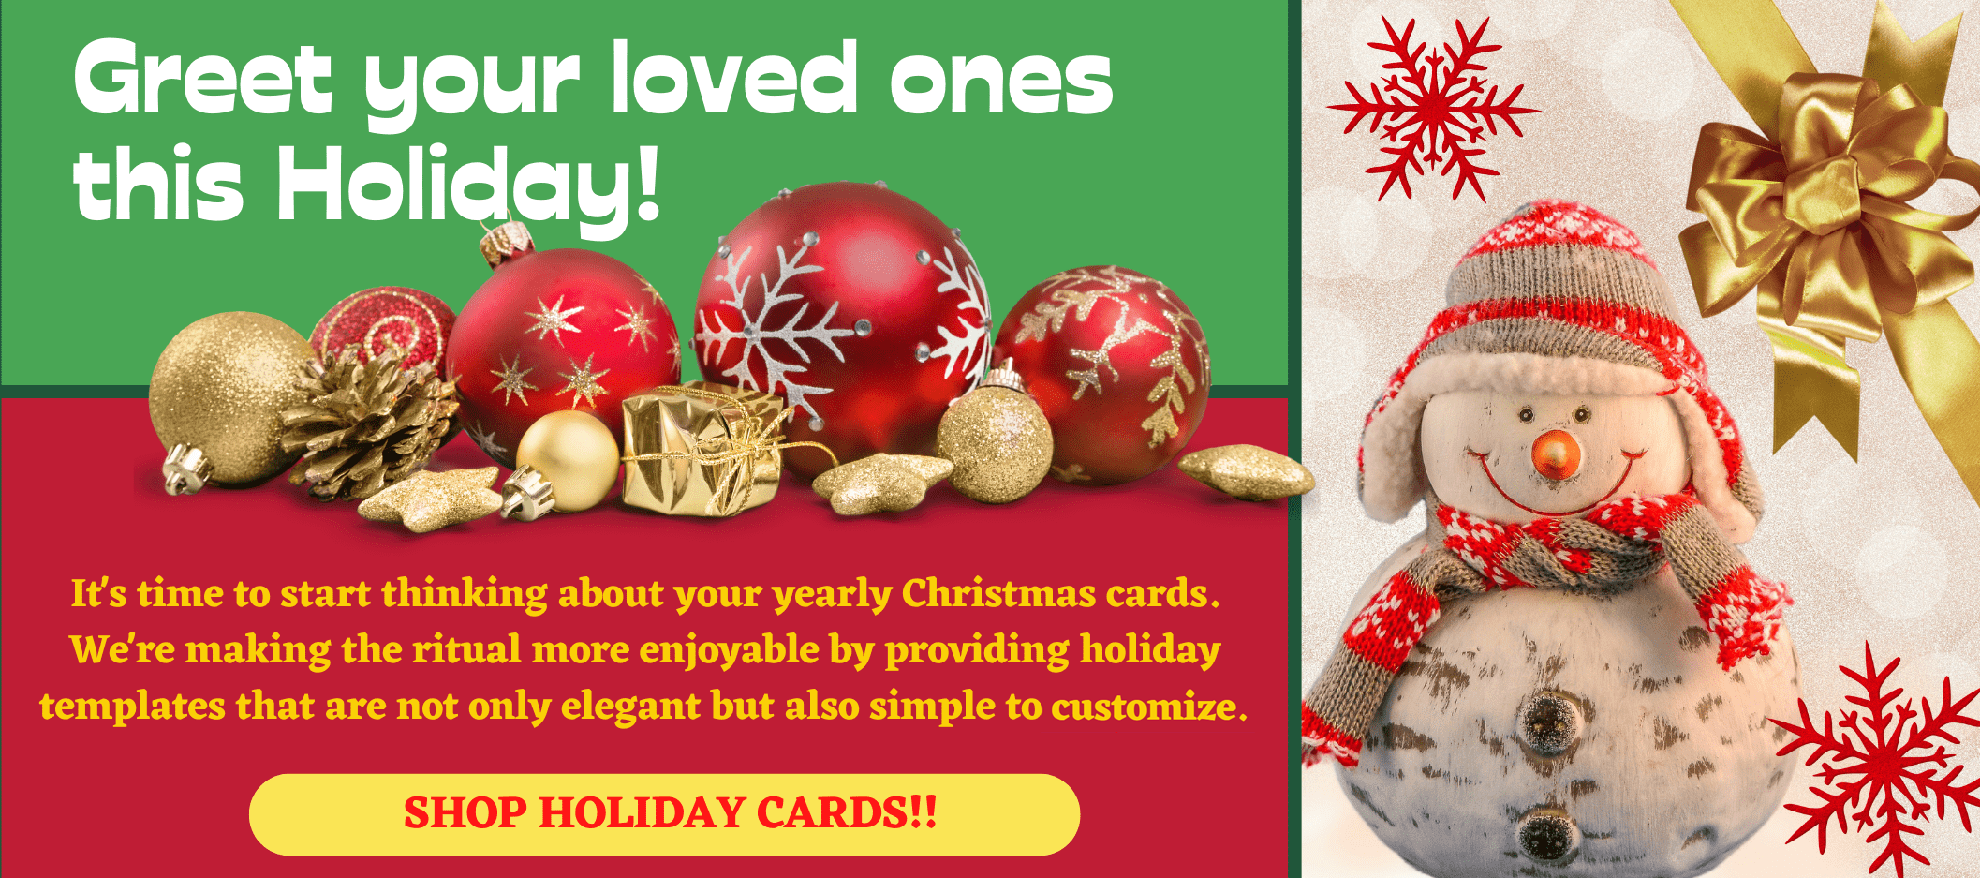 Greet your loved ones
this Holiday!
It's time to start thinking about your yearly Christmas cards.
We're making the ritual more enjoyable by providing holiday
templates that are not only elegant but also simple to customize.
SHOP HOLIDAY CARDS!!